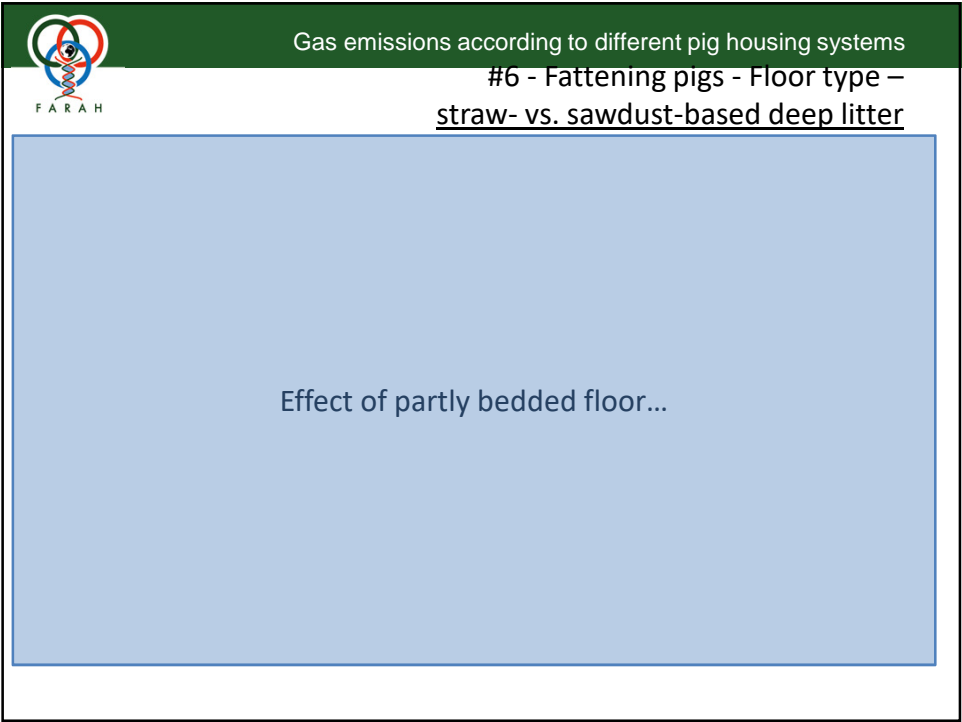 Gas emissions according to different pig housing systems
#6 - Fattening pigs - Floor type –
straw- vs. sawdust-based deep litter
FARAH
Effect of partly bedded floor…